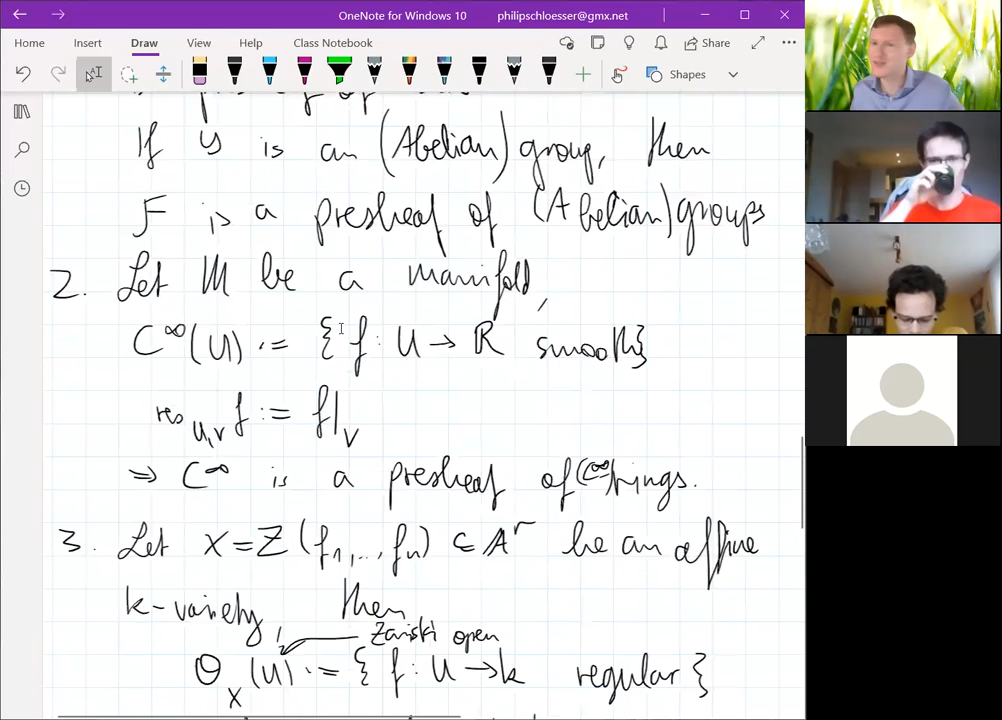 OneNote for Windows 10
philipschloesser@gmx.net
Home Insert Draw View Help Class Notebook
Share
Shapes
If y is an (Abelian) group, then
F is a presheaf of (Abelian) groups
2. Let M be a manifold,
C^∞(U) := { f : U → R smooth}
res_{U,V} f := f|_V
⇒ C^∞ is a presheaf of (C^∞) rings.
3. Let X = Z(f_1, ..., f_n) ⊆ A^r be an affine
k-variety, then
Zariski open
O_X(U) := { f : U → k regular }